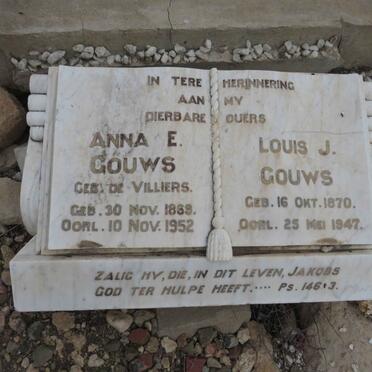 IN TERE HERINNERING
AAN MY
DIERBARE OUERS
ANNA E.
GOUWS
GEB. DE VILLIERS.
GEB. 30 NOV. 1869.
OORL. 10 NOV. 1952
LOUIS J.
GOUWS
GEB. 16 OKT. 1870.
OORL. 25 MEI 1947.
ZALIG HY, DIE, IN DIT LEVEN, JAKOBS
GOD TER HULPE HEEFT.... PS. 146:3.